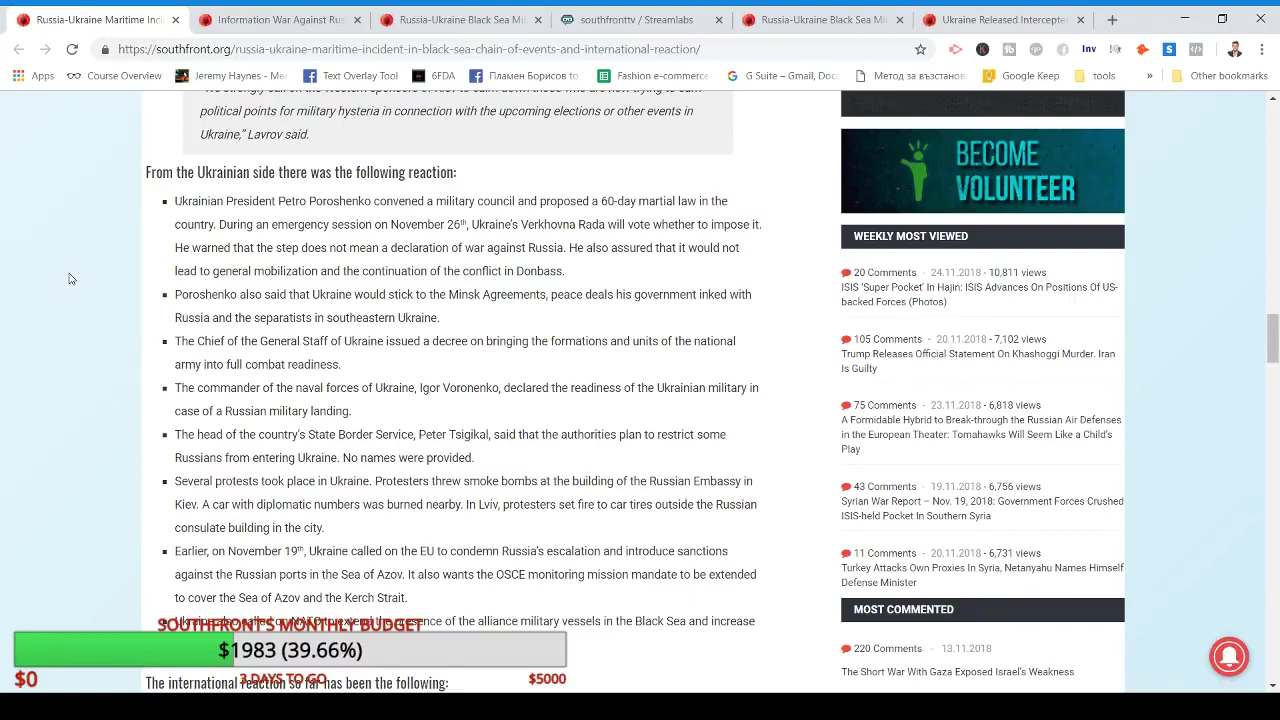 Russia-Ukraine Maritime Inci
Information War Against Rus
Russia-Ukraine Black Sea Mil
southfronttv / Streamlabs
Russia-Ukraine Black Sea Mil
Ukraine Released Intercepte
https://southfront.org/russia-ukraine-maritime-incident-in-black-sea-chain-of-events-and-international-reaction/
Apps
Course Overview
Jeremy Haynes - Me
Text Overlay Tool
6FDA
Пламен Борисов to
Fashion e-commerce
G Suite – Gmail, Doc
Метод за възстано
Google Keep
tools
»
Other bookmarks
political points for military hysteria in connection with the upcoming elections or other events in
Ukraine,” Lavrov said.
From the Ukrainian side there was the following reaction:
Ukrainian President Petro Poroshenko convened a military council and proposed a 60-day martial law in the
country. During an emergency session on November 26th, Ukraine's Verkhovna Rada will vote whether to impose it.
He wanted that the step does not mean a declaration of war against Russia. He also assured that it would not
lead to general mobilization and the continuation of the conflict in Donbass.
Poroshenko also said that Ukraine would stick to the Minsk Agreements, peace deals his government inked with
Russia and the separatists in southeastern Ukraine.
The Chief of the General Staff of Ukraine issued a decree on bringing the formations and units of the national
army into full combat readiness.
The commander of the naval forces of Ukraine, Igor Voronenko, declared the readiness of the Ukrainian military in
case of a Russian military landing.
The head of the country's State Border Service, Peter Tsigikal, said that the authorities plan to restrict some
Russians from entering Ukraine. No names were provided.
Several protests took place in Ukraine. Protesters threw smoke bombs at the building of the Russian Embassy in
Kiev. A car with diplomatic numbers was burned nearby. In Lviv, protesters set fire to car tires outside the Russian
consulate building in the city.
Earlier, on November 19th, Ukraine called on the EU to condemn Russia's escalation and introduce sanctions
against the Russian ports in the Sea of Azov. It also wants the OSCE monitoring mission mandate to be extended
to cover the Sea of Azov and the Kerch Strait.
Ukraine also called on NATO to extend the presence of the alliance military vessels in the Black Sea and increase
The international reaction so far has been the following:
SOUTHFRONT'S MONTHLY BUDGET
$1983 (39.66%)
$0
3 DAYS TO GO
$5000
BECOME
VOLUNTEER
WEEKLY MOST VIEWED
20 Comments - 24.11.2018 - 10,811 views
ISIS ‘Super Pocket’ In Hajin: ISIS Advances On Positions Of US-
backed Forces (Photos)
105 Comments - 20.11.2018 - 7,102 views
Trump Releases Official Statement On Khashoggi Murder. Iran
Is Guilty
75 Comments - 23.11.2018 - 6,818 views
A Formidable Hybrid to Break-through the Russian Air Defenses
in the European Theater: Tomahawks Will Seem Like a Child's
Play
43 Comments - 19.11.2018 - 6,756 views
Syrian War Report – Nov. 19, 2018: Government Forces Crushed
ISIS-held Pocket In Southern Syria
11 Comments - 20.11.2018 - 6,731 views
Turkey Attacks Own Proxies In Syria, Netanyahu Names Himself
Defense Minister
MOST COMMENTED
220 Comments - 13.11.2018
The Short War With Gaza Exposed Israel's Weakness